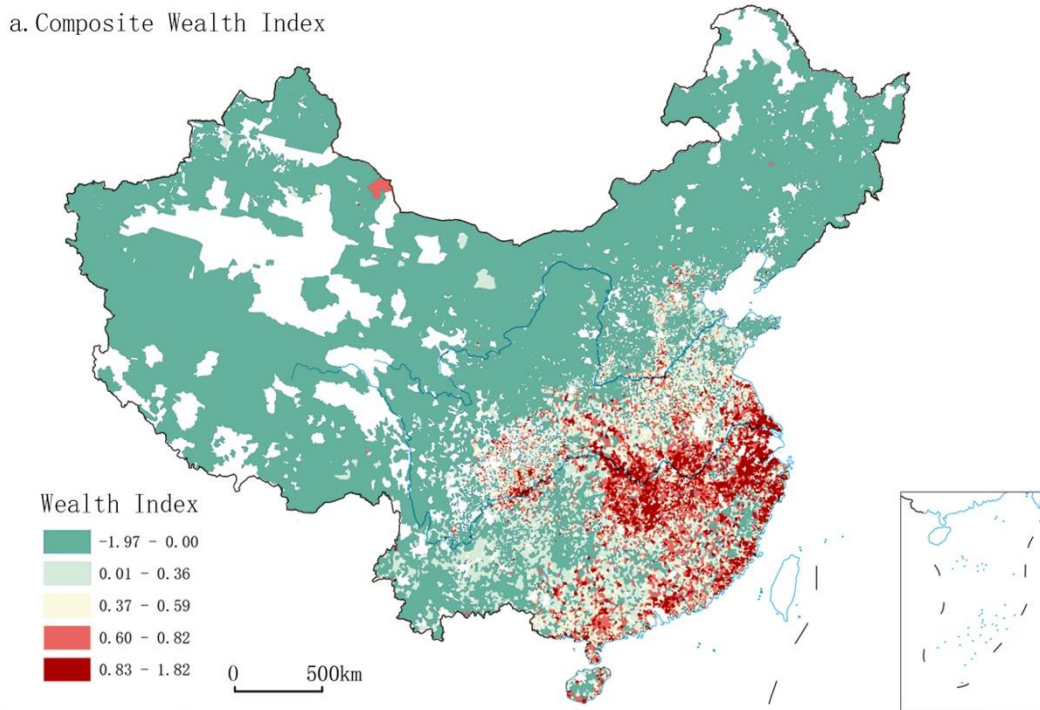 a. Composite Wealth Index
Wealth Index
-1.97 - 0.00
0.01 - 0.36
0.37 - 0.59
0.60 - 0.82
0.83 - 1.82
0 500km